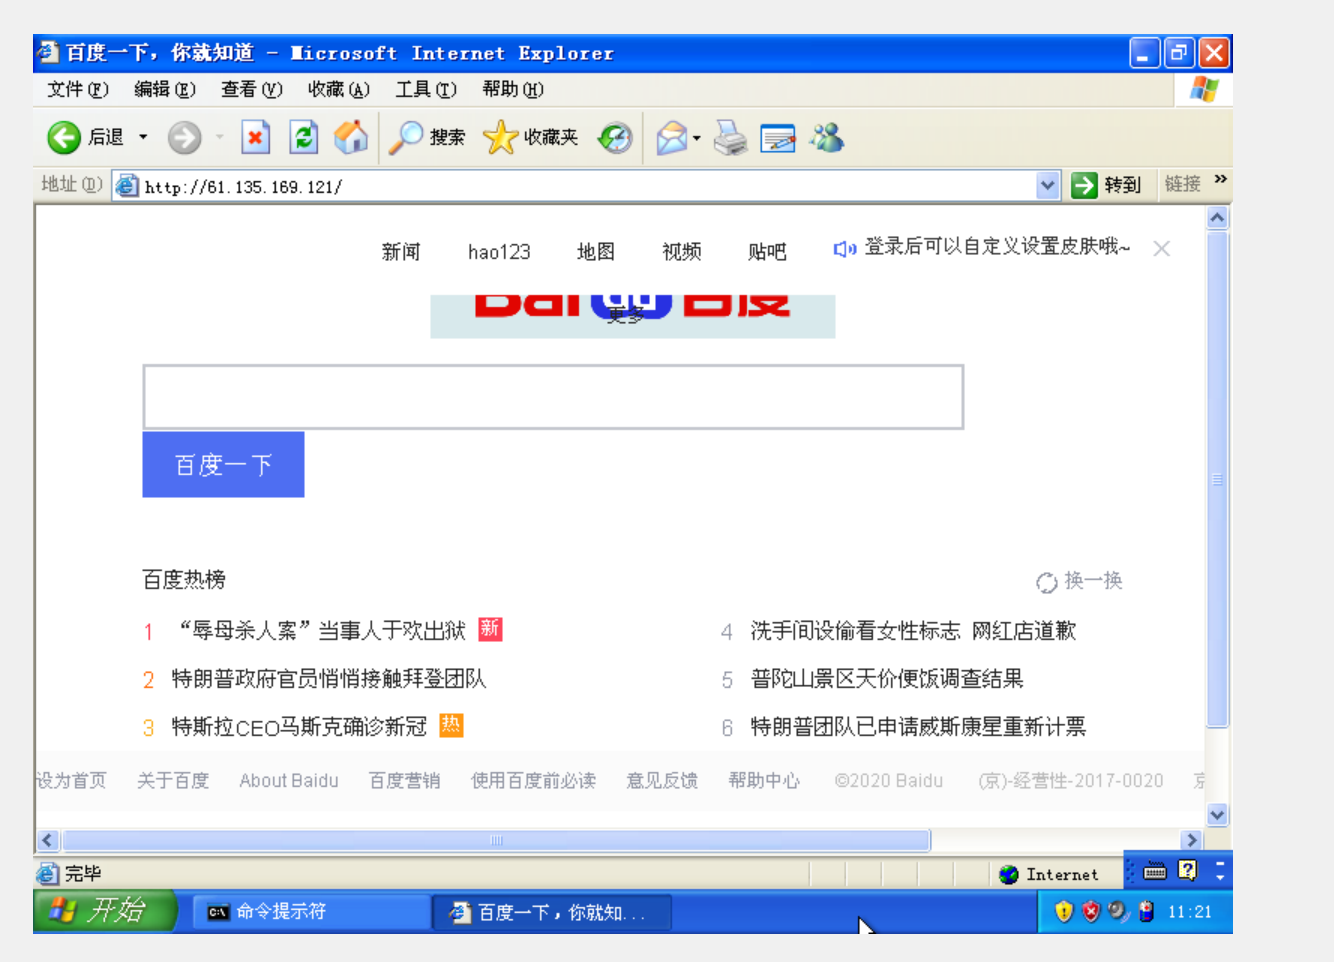 百度一下，你就知道 - Microsoft Internet Explorer
文件(F) 编辑(E) 查看(V) 收藏(A) 工具(T) 帮助(H)
后退 搜索 收藏夹
地址(D) http://61.135.169.121/ 转到 链接 »
新闻 hao123 地图 视频 贴吧 登录后可以自定义设置皮肤哦~
Bai du 百度
更多
百度一下
百度热榜 换一换
1 “辱母杀人案”当事人于欢出狱 新 4 洗手间设偷看女性标志 网红店道歉
2 特朗普政府官员悄悄接触拜登团队 5 普陀山景区天价便饭调查结果
3 特斯拉CEO马斯克确诊新冠 热 6 特朗普团队已申请威斯康星重新计票
设为首页 关于百度 About Baidu 百度营销 使用百度前必读 意见反馈 帮助中心 ©2020 Baidu (京)-经营性-2017-0020 京
完毕 Internet
开始 命令提示符 百度一下，你就知... 11:21